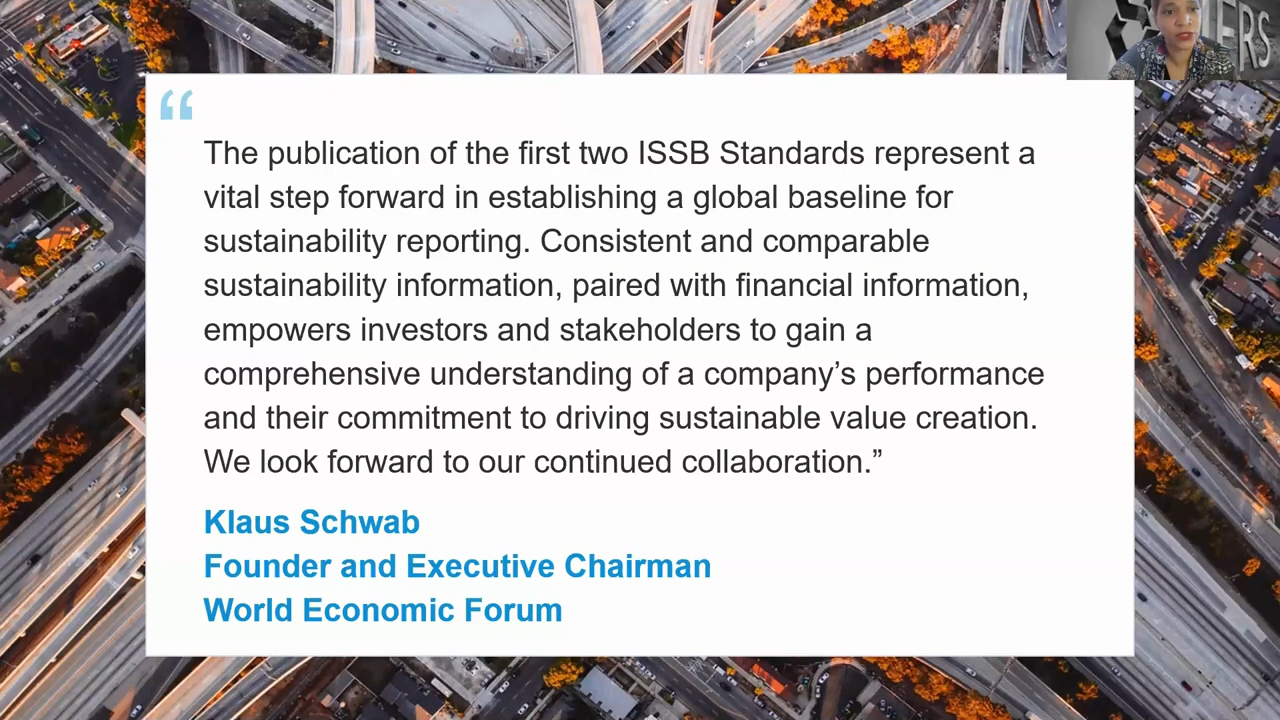 “
The publication of the first two ISSB Standards represent a
vital step forward in establishing a global baseline for
sustainability reporting. Consistent and comparable
sustainability information, paired with financial information,
empowers investors and stakeholders to gain a
comprehensive understanding of a company’s performance
and their commitment to driving sustainable value creation.
We look forward to our continued collaboration.”
Klaus Schwab
Founder and Executive Chairman
World Economic Forum